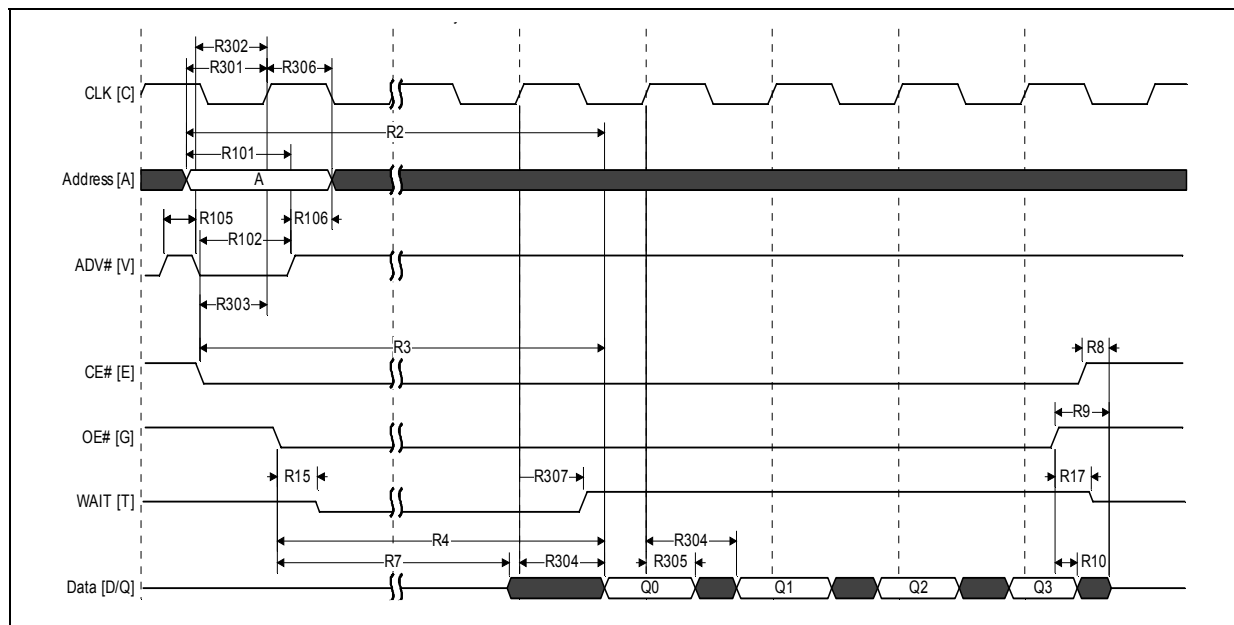 R302
R301 R306
CLK [C]
R2
R101
Address [A] A
R105 R106
R102
ADV# [V]
R303
R3
CE# [E] R8
R9
OE# [G]
R15 R307 R17
WAIT [T]
R4 R304
R7 R304 R305 R10
Data [D/Q] Q0 Q1 Q2 Q3